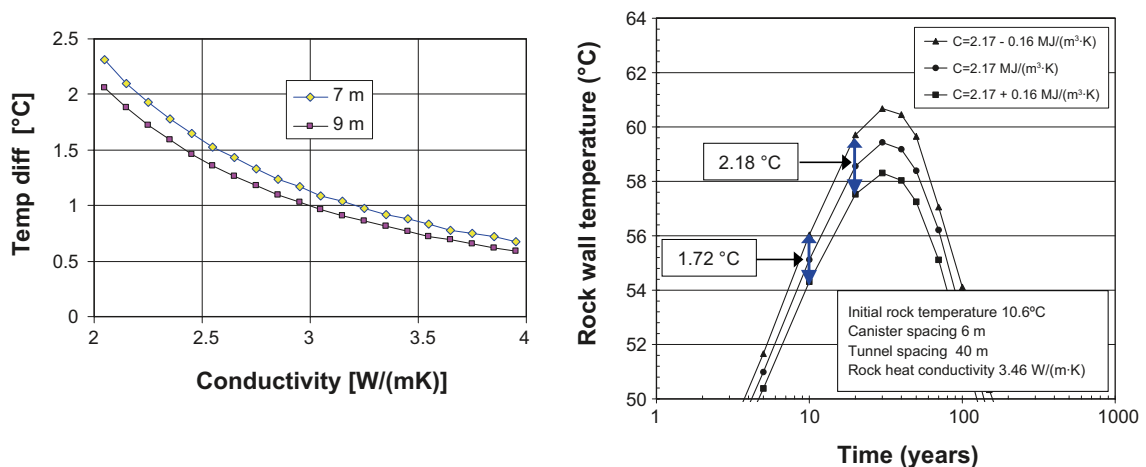 2.5
2
1.5
1
0.5
0
2
2.5
3
3.5
4
Temp diff [°C]
Conductivity [W/(mK)]
7 m
9 m
64
62
60
58
56
54
52
50
1
10
100
1000
Rock wall temperature (°C)
Time (years)
C=2.17 - 0.16 MJ/(m³·K)
C=2.17 MJ/(m³·K)
C=2.17 + 0.16 MJ/(m³·K)
2.18 °C
1.72 °C
Initial rock temperature 10.6ºC
Canister spacing 6 m
Tunnel spacing 40 m
Rock heat conductivity 3.46 W/(m·K)